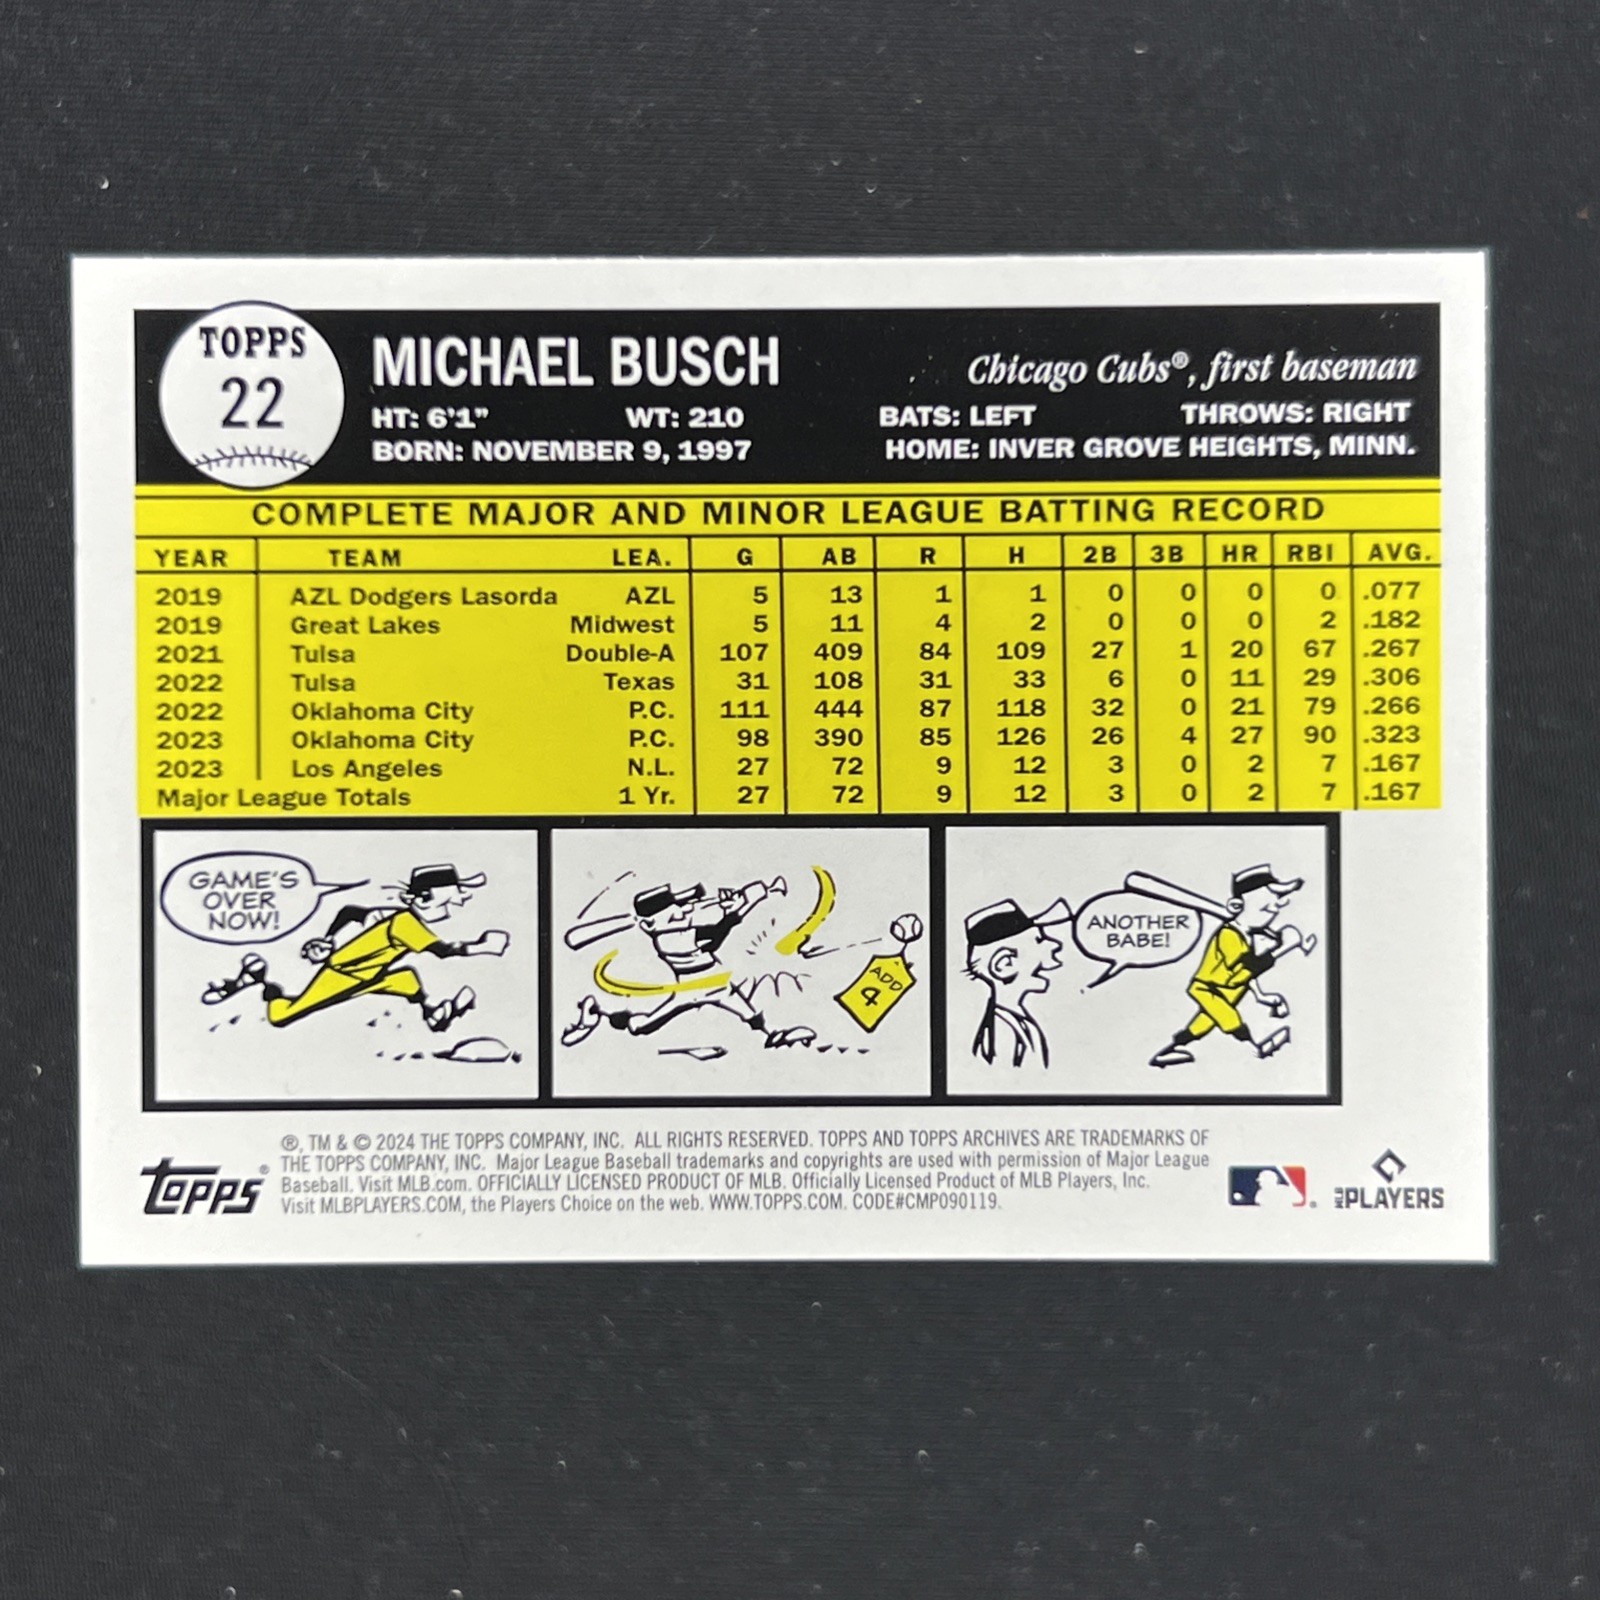 TOPPS
22
MICHAEL BUSCH
Chicago Cubs®, first baseman
HT: 6'1" WT: 210 BATS: LEFT THROWS: RIGHT
BORN: NOVEMBER 9, 1997 HOME: INVER GROVE HEIGHTS, MINN.
COMPLETE MAJOR AND MINOR LEAGUE BATTING RECORD
YEAR TEAM LEA. G AB R H 2B 3B HR RBI AVG.
2019 AZL Dodgers Lasorda AZL 5 13 1 1 0 0 0 0 .077
2019 Great Lakes Midwest 5 11 4 2 0 0 0 2 .182
2021 Tulsa Double-A 107 409 84 109 27 1 20 67 .267
2022 Tulsa Texas 31 108 31 33 6 0 11 29 .306
2022 Oklahoma City P.C. 111 444 87 118 32 0 21 79 .266
2023 Oklahoma City P.C. 98 390 85 126 26 4 27 90 .323
2023 Los Angeles N.L. 27 72 9 12 3 0 2 7 .167
Major League Totals 1 Yr. 27 72 9 12 3 0 2 7 .167
GAME'S
OVER
NOW!
ADD
4
ANOTHER
BABE!
®, TM & © 2024 THE TOPPS COMPANY, INC. ALL RIGHTS RESERVED. TOPPS AND TOPPS ARCHIVES ARE TRADEMARKS OF
THE TOPPS COMPANY, INC. Major League Baseball trademarks and copyrights are used with permission of Major League
Baseball. Visit MLB.com. OFFICIALLY LICENSED PRODUCT OF MLB. Officially Licensed Product of MLB Players, Inc.
Visit MLBPLAYERS.COM, the Players Choice on the web. WWW.TOPPS.COM. CODE#CMP090119.
topps®
MLB PLAYERS